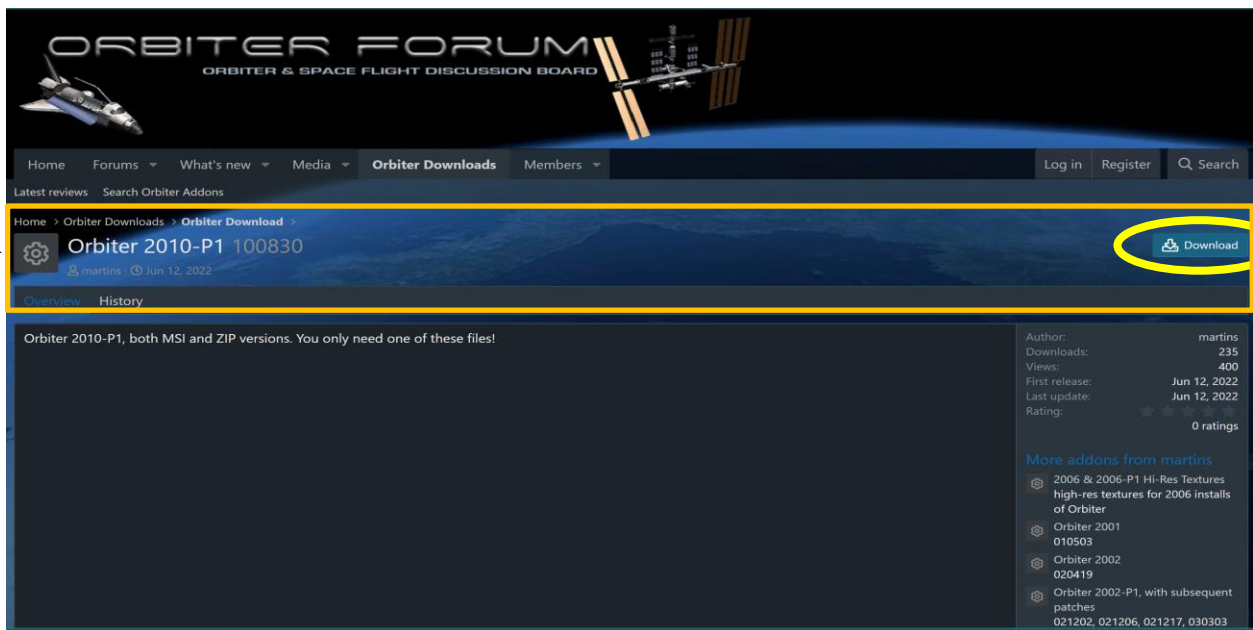 ORBITER FORUM
ORBITER & SPACE FLIGHT DISCUSSION BOARD
Home Forums What's new Media Orbiter Downloads Members Log in Register Search
Latest reviews Search Orbiter Addons
Home > Orbiter Downloads > Orbiter Download >
Orbiter 2010-P1 100830
Download
martins · Jun 12, 2022
Overview History
Orbiter 2010-P1, both MSI and ZIP versions. You only need one of these files!
Author: martins
Downloads: 235
Views: 400
First release: Jun 12, 2022
Last update: Jun 12, 2022
Rating:
0 ratings
More addons from martins
2006 & 2006-P1 Hi-Res Textures
high-res textures for 2006 installs
of Orbiter
Orbiter 2001
010503
Orbiter 2002
020419
Orbiter 2002-P1, with subsequent
patches
021202, 021206, 021217, 030303